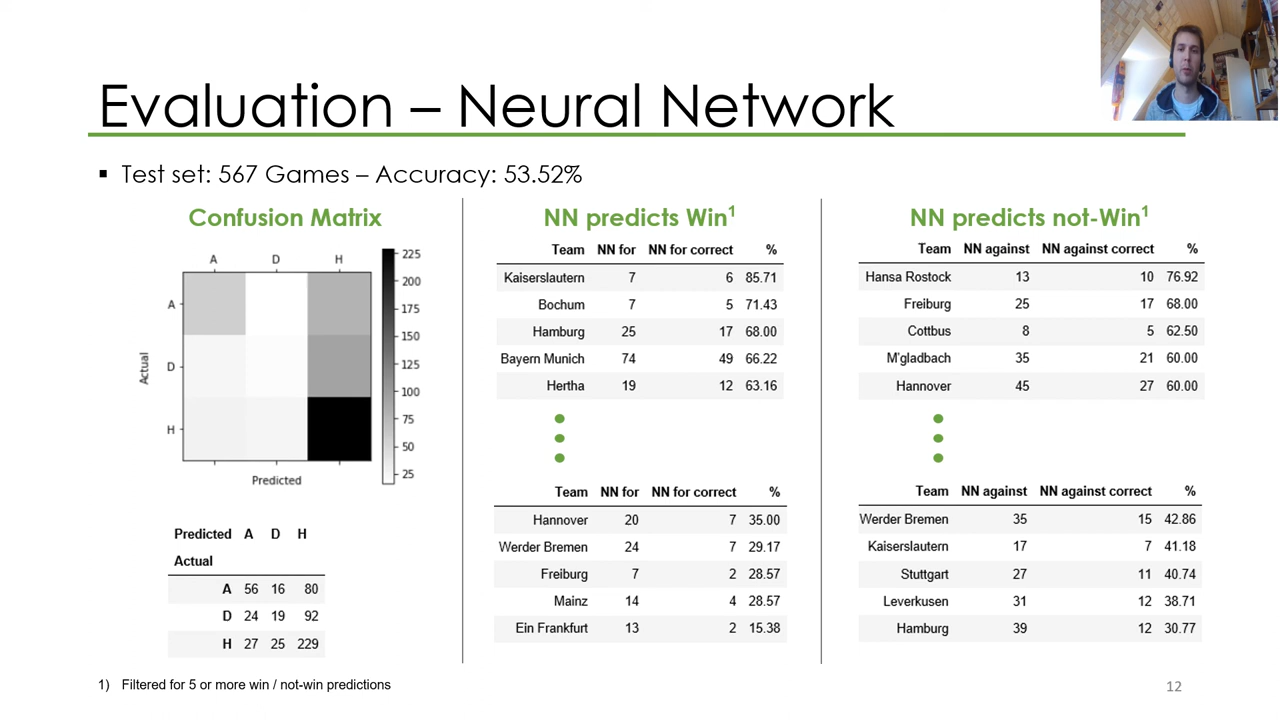 Evaluation – Neural Network
▪ Test set: 567 Games – Accuracy: 53.52%
Confusion Matrix
A D H
A
D
H
Actual
Predicted
225
200
175
150
125
100
75
50
25
Predicted A D H
Actual
A 56 16 80
D 24 19 92
H 27 25 229
NN predicts Win1
Team NN for NN for correct %
Kaiserslautern 7 6 85.71
Bochum 7 5 71.43
Hamburg 25 17 68.00
Bayern Munich 74 49 66.22
Hertha 19 12 63.16
Team NN for NN for correct %
Hannover 20 7 35.00
Werder Bremen 24 7 29.17
Freiburg 7 2 28.57
Mainz 14 4 28.57
Ein Frankfurt 13 2 15.38
NN predicts not-Win1
Team NN against NN against correct %
Hansa Rostock 13 10 76.92
Freiburg 25 17 68.00
Cottbus 8 5 62.50
M'gladbach 35 21 60.00
Hannover 45 27 60.00
Team NN against NN against correct %
Werder Bremen 35 15 42.86
Kaiserslautern 17 7 41.18
Stuttgart 27 11 40.74
Leverkusen 31 12 38.71
Hamburg 39 12 30.77
1) Filtered for 5 or more win / not-win predictions
12